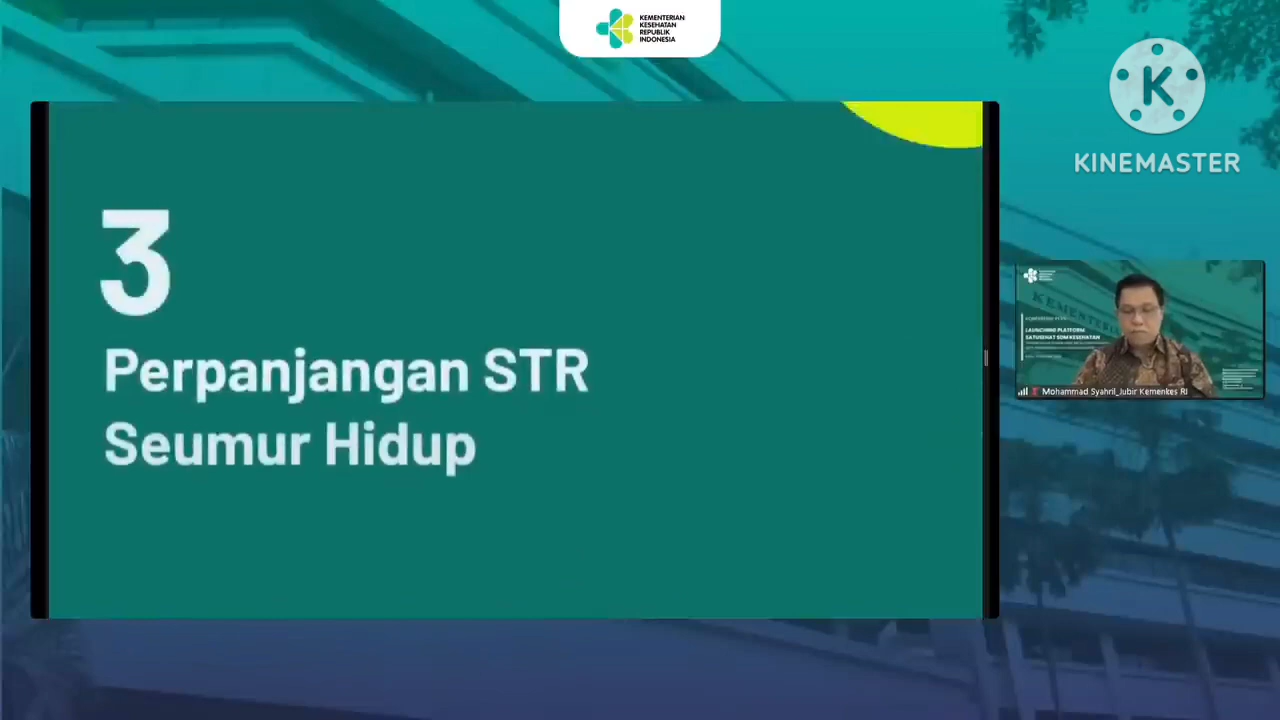 KEMENTERIAN
KESEHATAN
REPUBLIK
INDONESIA
K
KINEMASTER
3
Perpanjangan STR
Seumur Hidup
LAUNCHING PLATFORM
SATUSEHAT SDM KESEHATAN
Mohammad Syahril_Jubir Kemenkes RI